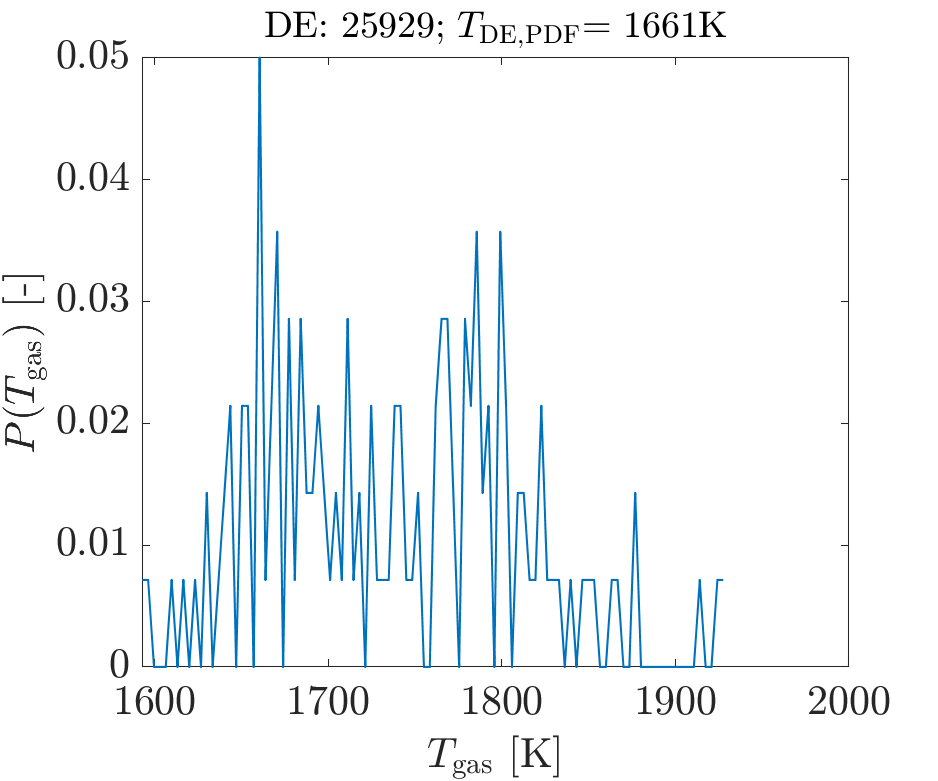 DE: 25929; T_DE,PDF= 1661K
0.05
0.04
0.03
0.02
0.01
0
P(T_gas) [-]
1600 1700 1800 1900 2000
T_gas [K]